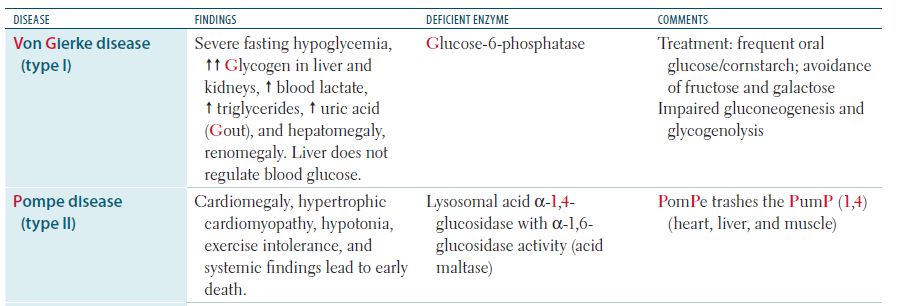 DISEASE FINDINGS DEFICIENT ENZYME COMMENTS
Von Gierke disease
(type I)
Severe fasting hypoglycemia,
↑↑ Glycogen in liver and
kidneys, ↑ blood lactate,
↑ triglycerides, ↑ uric acid
(Gout), and hepatomegaly,
renomegaly. Liver does not
regulate blood glucose.
Glucose-6-phosphatase
Treatment: frequent oral
glucose/cornstarch; avoidance
of fructose and galactose
Impaired gluconeogenesis and
glycogenolysis
Pompe disease
(type II)
Cardiomegaly, hypertrophic
cardiomyopathy, hypotonia,
exercise intolerance, and
systemic findings lead to early
death.
Lysosomal acid α-1,4-
glucosidase with α-1,6-
glucosidase activity (acid
maltase)
PomPe trashes the PumP (1,4)
(heart, liver, and muscle)